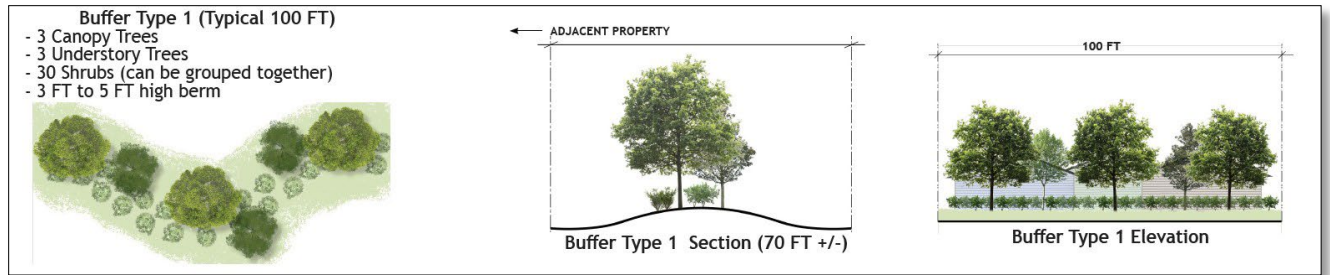 Buffer Type 1 (Typical 100 FT)
- 3 Canopy Trees
- 3 Understory Trees
- 30 Shrubs (can be grouped together)
- 3 FT to 5 FT high berm
ADJACENT PROPERTY
Buffer Type 1 Section (70 FT +/-)
100 FT
Buffer Type 1 Elevation